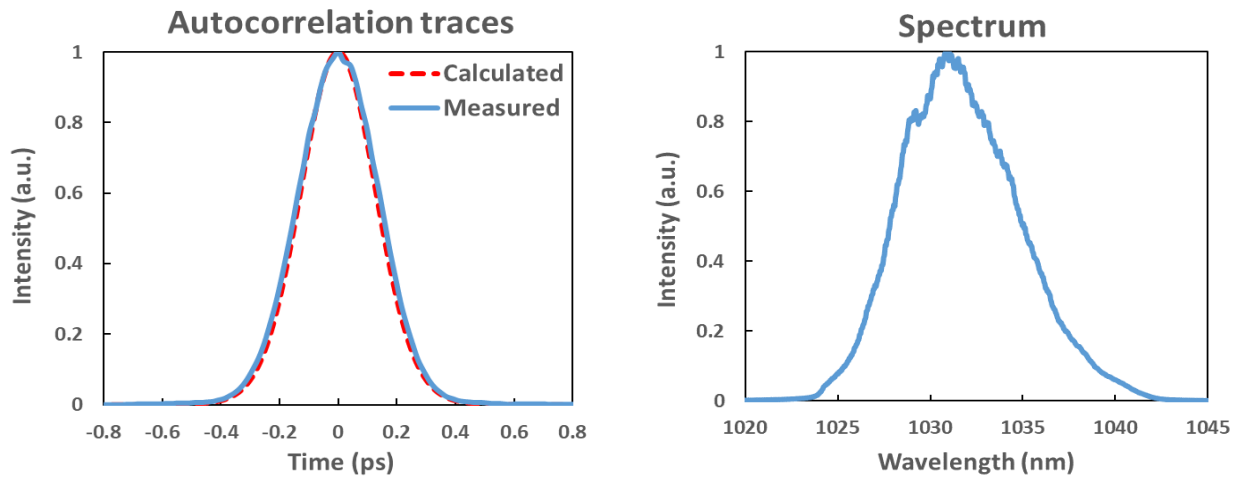 Autocorrelation traces
Intensity (a.u.)
1
0.8
0.6
0.4
0.2
0
Calculated
Measured
-0.8 -0.6 -0.4 -0.2 0 0.2 0.4 0.6 0.8
Time (ps)
Spectrum
Intensity (a.u.)
1
0.8
0.6
0.4
0.2
0
1020 1025 1030 1035 1040 1045
Wavelength (nm)